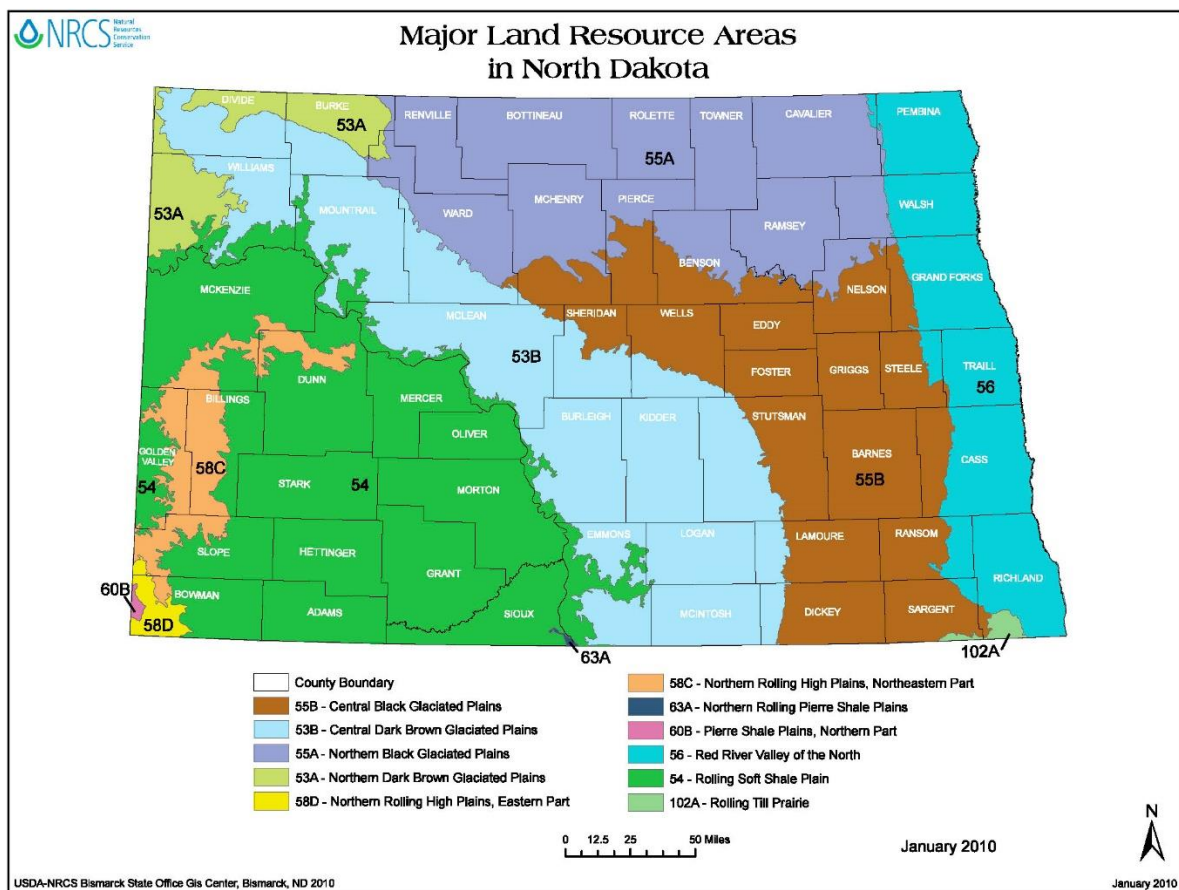 NRCS
Natural
Resources
Conservation
Service
Major Land Resource Areas
in North Dakota
DIVIDE
BURKE
53A
RENVILLE
BOTTINEAU
ROLETTE
TOWNER
CAVALIER
PEMBINA
55A
WILLIAMS
53A
MOUNTRAIL
WARD
MCHENRY
PIERCE
RAMSEY
WALSH
BENSON
NELSON
GRAND FORKS
MCKENZIE
MCLEAN
SHERIDAN
WELLS
EDDY
53B
DUNN
FOSTER
GRIGGS
STEELE
TRAILL
56
BILLINGS
MERCER
BURLEIGH
KIDDER
STUTSMAN
OLIVER
GOLDEN
VALLEY
58C
54
STARK
54
MORTON
BARNES
55B
CASS
SLOPE
HETTINGER
EMMONS
LOGAN
LAMOURE
RANSOM
GRANT
RICHLAND
60B
BOWMAN
58D
ADAMS
SIOUX
MCINTOSH
DICKEY
SARGENT
63A
102A
County Boundary
55B - Central Black Glaciated Plains
53B - Central Dark Brown Glaciated Plains
55A - Northern Black Glaciated Plains
53A - Northern Dark Brown Glaciated Plains
58D - Northern Rolling High Plains, Eastern Part
58C - Northern Rolling High Plains, Northeastern Part
63A - Northern Rolling Pierre Shale Plains
60B - Pierre Shale Plains, Northern Part
56 - Red River Valley of the North
54 - Rolling Soft Shale Plain
102A - Rolling Till Prairie
0 12.5 25 50 Miles
January 2010
N
USDA-NRCS Bismarck State Office Gis Center, Bismarck, ND 2010
January 2010